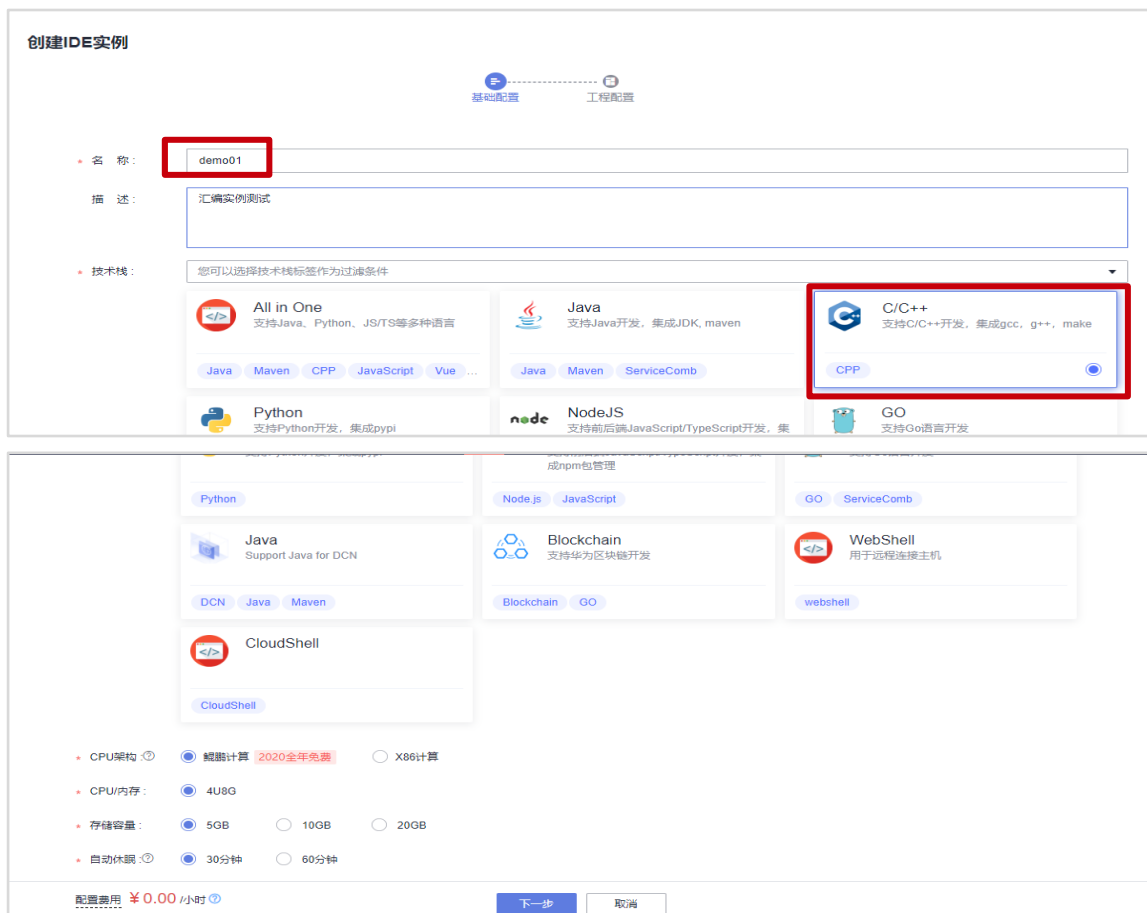 创建IDE实例
基础配置 工程配置
* 名 称 : demo01
描 述 : 汇编实例测试
* 技术栈 : 您可以选择技术栈标签作为过滤条件
All in One Java C/C++
支持Java、Python、JS/TS等多种语言 支持Java开发，集成JDK, maven 支持C/C++开发，集成gcc，g++，make
Java Maven CPP JavaScript Vue ... Java Maven ServiceComb CPP
Python NodeJS GO
支持Python开发，集成pypi 支持前后端JavaScript/TypeScript开发，集 支持Go语言开发
成npm包管理
Python Node.js JavaScript GO ServiceComb
Java Blockchain WebShell
Support Java for DCN 支持华为区块链开发 用于远程连接主机
DCN Java Maven Blockchain GO webshell
CloudShell
CloudShell
* CPU架构 : 鲲鹏计算 2020全年免费 X86计算
* CPU/内存 : 4U8G
* 存储容量 : 5GB 10GB 20GB
* 自动休眠 : 30分钟 60分钟
配置费用 ¥0.00 /小时 下一步 取消